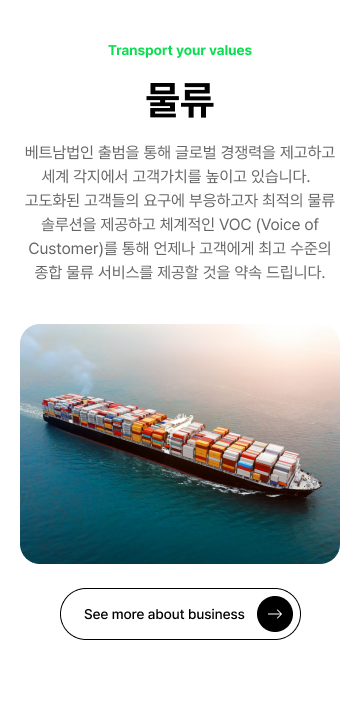 Transport your values
물류
베트남법인 출범을 통해 글로벌 경쟁력을 제고하고
세계 각지에서 고객가치를 높이고 있습니다.
고도화된 고객들의 요구에 부응하고자 최적의 물류
솔루션을 제공하고 체계적인 VOC (Voice of
Customer)를 통해 언제나 고객에게 최고 수준의
종합 물류 서비스를 제공할 것을 약속 드립니다.
See more about business